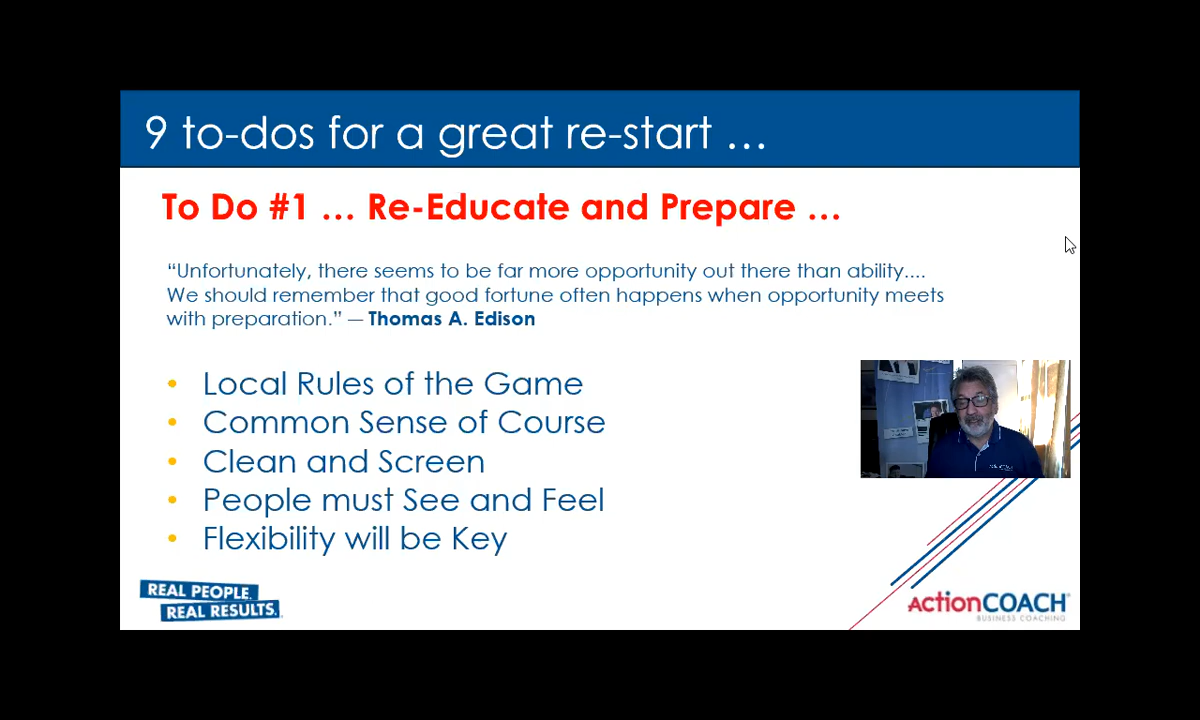 9 to-dos for a great re-start …
To Do #1 … Re-Educate and Prepare …
“Unfortunately, there seems to be far more opportunity out there than ability....
We should remember that good fortune often happens when opportunity meets
with preparation.” — Thomas A. Edison
• Local Rules of the Game
• Common Sense of Course
• Clean and Screen
• People must See and Feel
• Flexibility will be Key
REAL PEOPLE.
REAL RESULTS.
ActionCOACH
BUSINESS COACHING